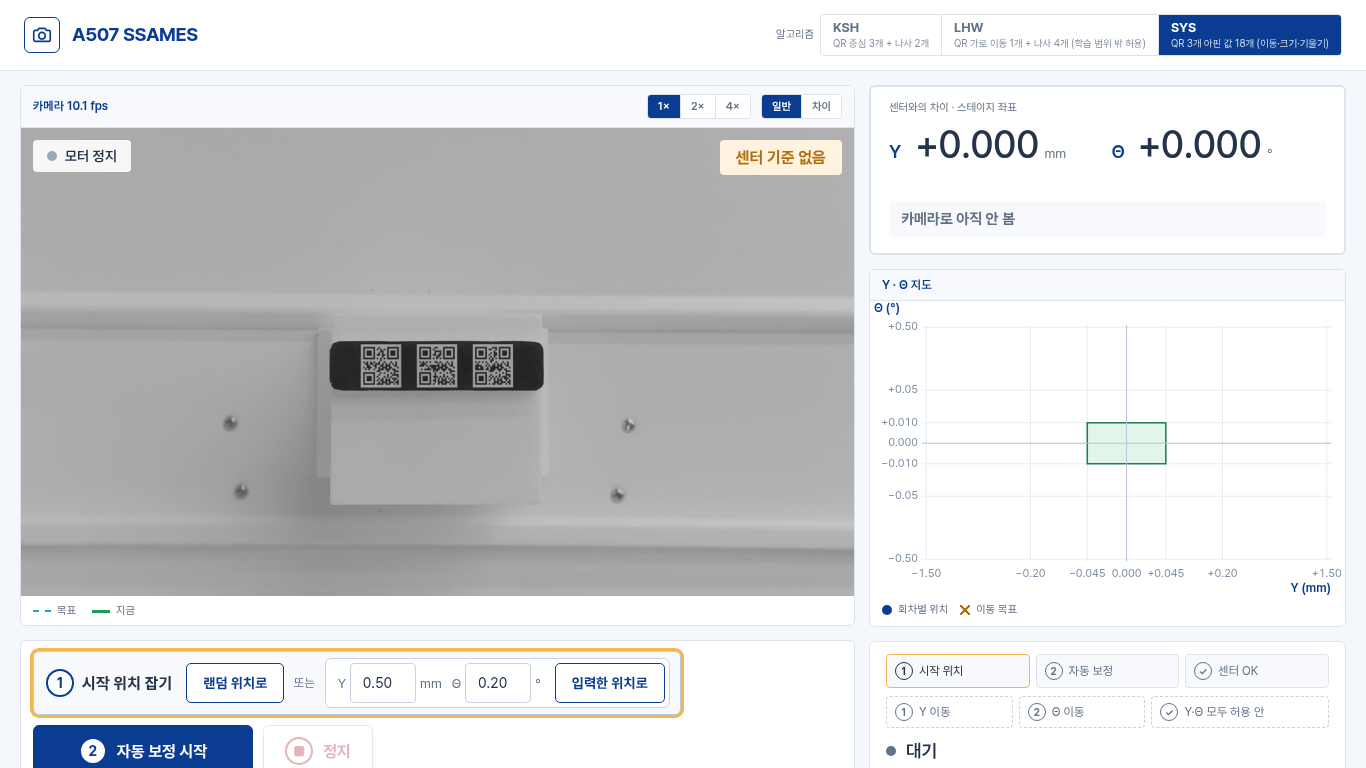 A507 SSAMES
알고리즘
KSH
QR 중심 3개 + 나사 2개
LHW
QR 가로 이동 1개 + 나사 4개 (학습 범위 밖 허용)
SYS
QR 3개 아핀 값 18개 (이동·크기·기울기)
카메라 10.1 fps
1×
2×
4×
일반
차이
모터 정지
센터 기준 없음
목표
지금
센터와의 차이 · 스테이지 좌표
Y +0.000 mm
Θ +0.000 °
카메라로 아직 안 봄
Y · Θ 지도
Θ (°)
+0.50
+0.05
+0.010
0.000
−0.010
−0.05
−0.50
−1.50
−0.20
−0.045
0.000
+0.045
+0.20
+1.50
Y (mm)
회차별 위치
이동 목표
1 시작 위치 잡기
랜덤 위치로
또는
Y 0.50 mm
Θ 0.20 °
입력한 위치로
2 자동 보정 시작
정지
1 시작 위치
2 자동 보정
센터 OK
1 Y 이동
2 Θ 이동
Y·Θ 모두 허용 안
대기